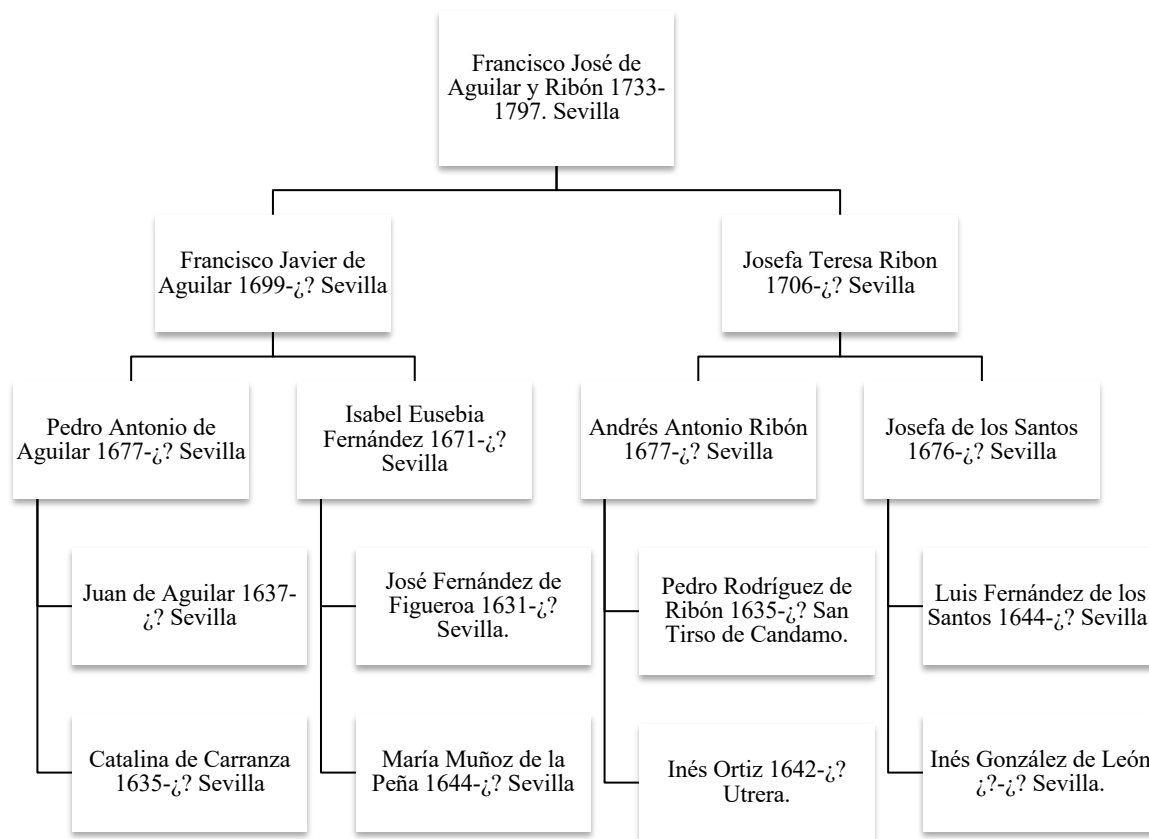 Francisco José de
Aguilar y Ribón 1733-
1797. Sevilla
Francisco Javier de
Aguilar 1699-¿? Sevilla
Josefa Teresa Ribon
1706-¿? Sevilla
Pedro Antonio de
Aguilar 1677-¿? Sevilla
Isabel Eusebia
Fernández 1671-¿?
Sevilla
Andrés Antonio Ribón
1677-¿? Sevilla
Josefa de los Santos
1676-¿? Sevilla
Juan de Aguilar 1637-
¿? Sevilla
José Fernández de
Figueroa 1631-¿?
Sevilla.
Pedro Rodríguez de
Ribón 1635-¿? San
Tirso de Candamo.
Luis Fernández de los
Santos 1644-¿? Sevilla
Catalina de Carranza
1635-¿? Sevilla
María Muñoz de la
Peña 1644-¿? Sevilla
Inés Ortiz 1642-¿?
Utrera.
Inés González de León
¿?-¿? Sevilla.